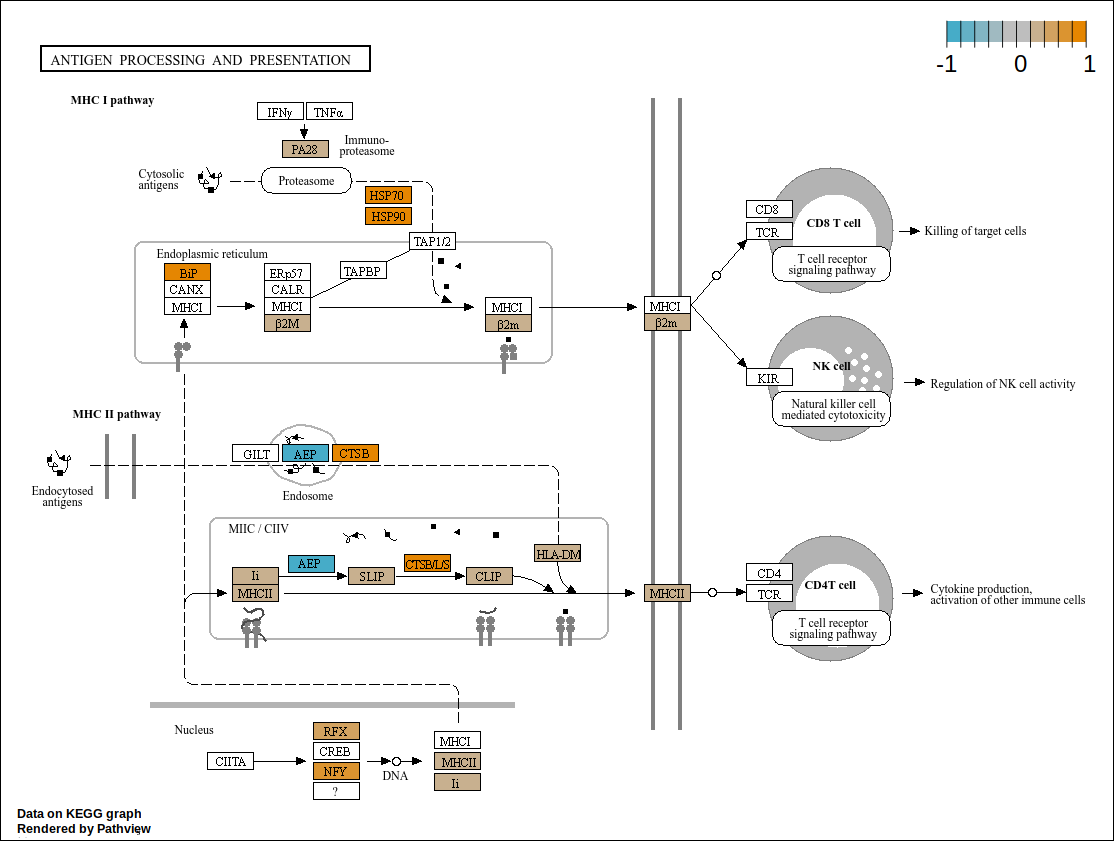 -1 0 1
ANTIGEN PROCESSING AND PRESENTATION
MHC I pathway
IFNγ TNFα
PA28
Immuno-
proteasome
Cytosolic
antigens
Proteasome
HSP70
HSP90
TAP1/2
Endoplasmic reticulum
BiP
CANX
MHCI
ERp57
CALR
MHCI
β2M
TAPBP
MHCI
β2m
MHCI
β2m
CD8
TCR
CD8 T cell
T cell receptor
signaling pathway
Killing of target cells
KIR
NK cell
Natural killer cell
mediated cytotoxicity
Regulation of NK cell activity
MHC II pathway
Endocytosed
antigens
GILT AEP CTSB
Endosome
MIIC / CIIV
Ii
MHCII
AEP
SLIP
CTSB/L/S
CLIP
HLA-DM
MHCII
CD4
TCR
CD4T cell
T cell receptor
signaling pathway
Cytokine production,
activation of other immune cells
Nucleus
CIITA
RFX
CREB
NFY
?
DNA
MHCI
MHCII
Ii
Data on KEGG graph
Rendered by Pathview